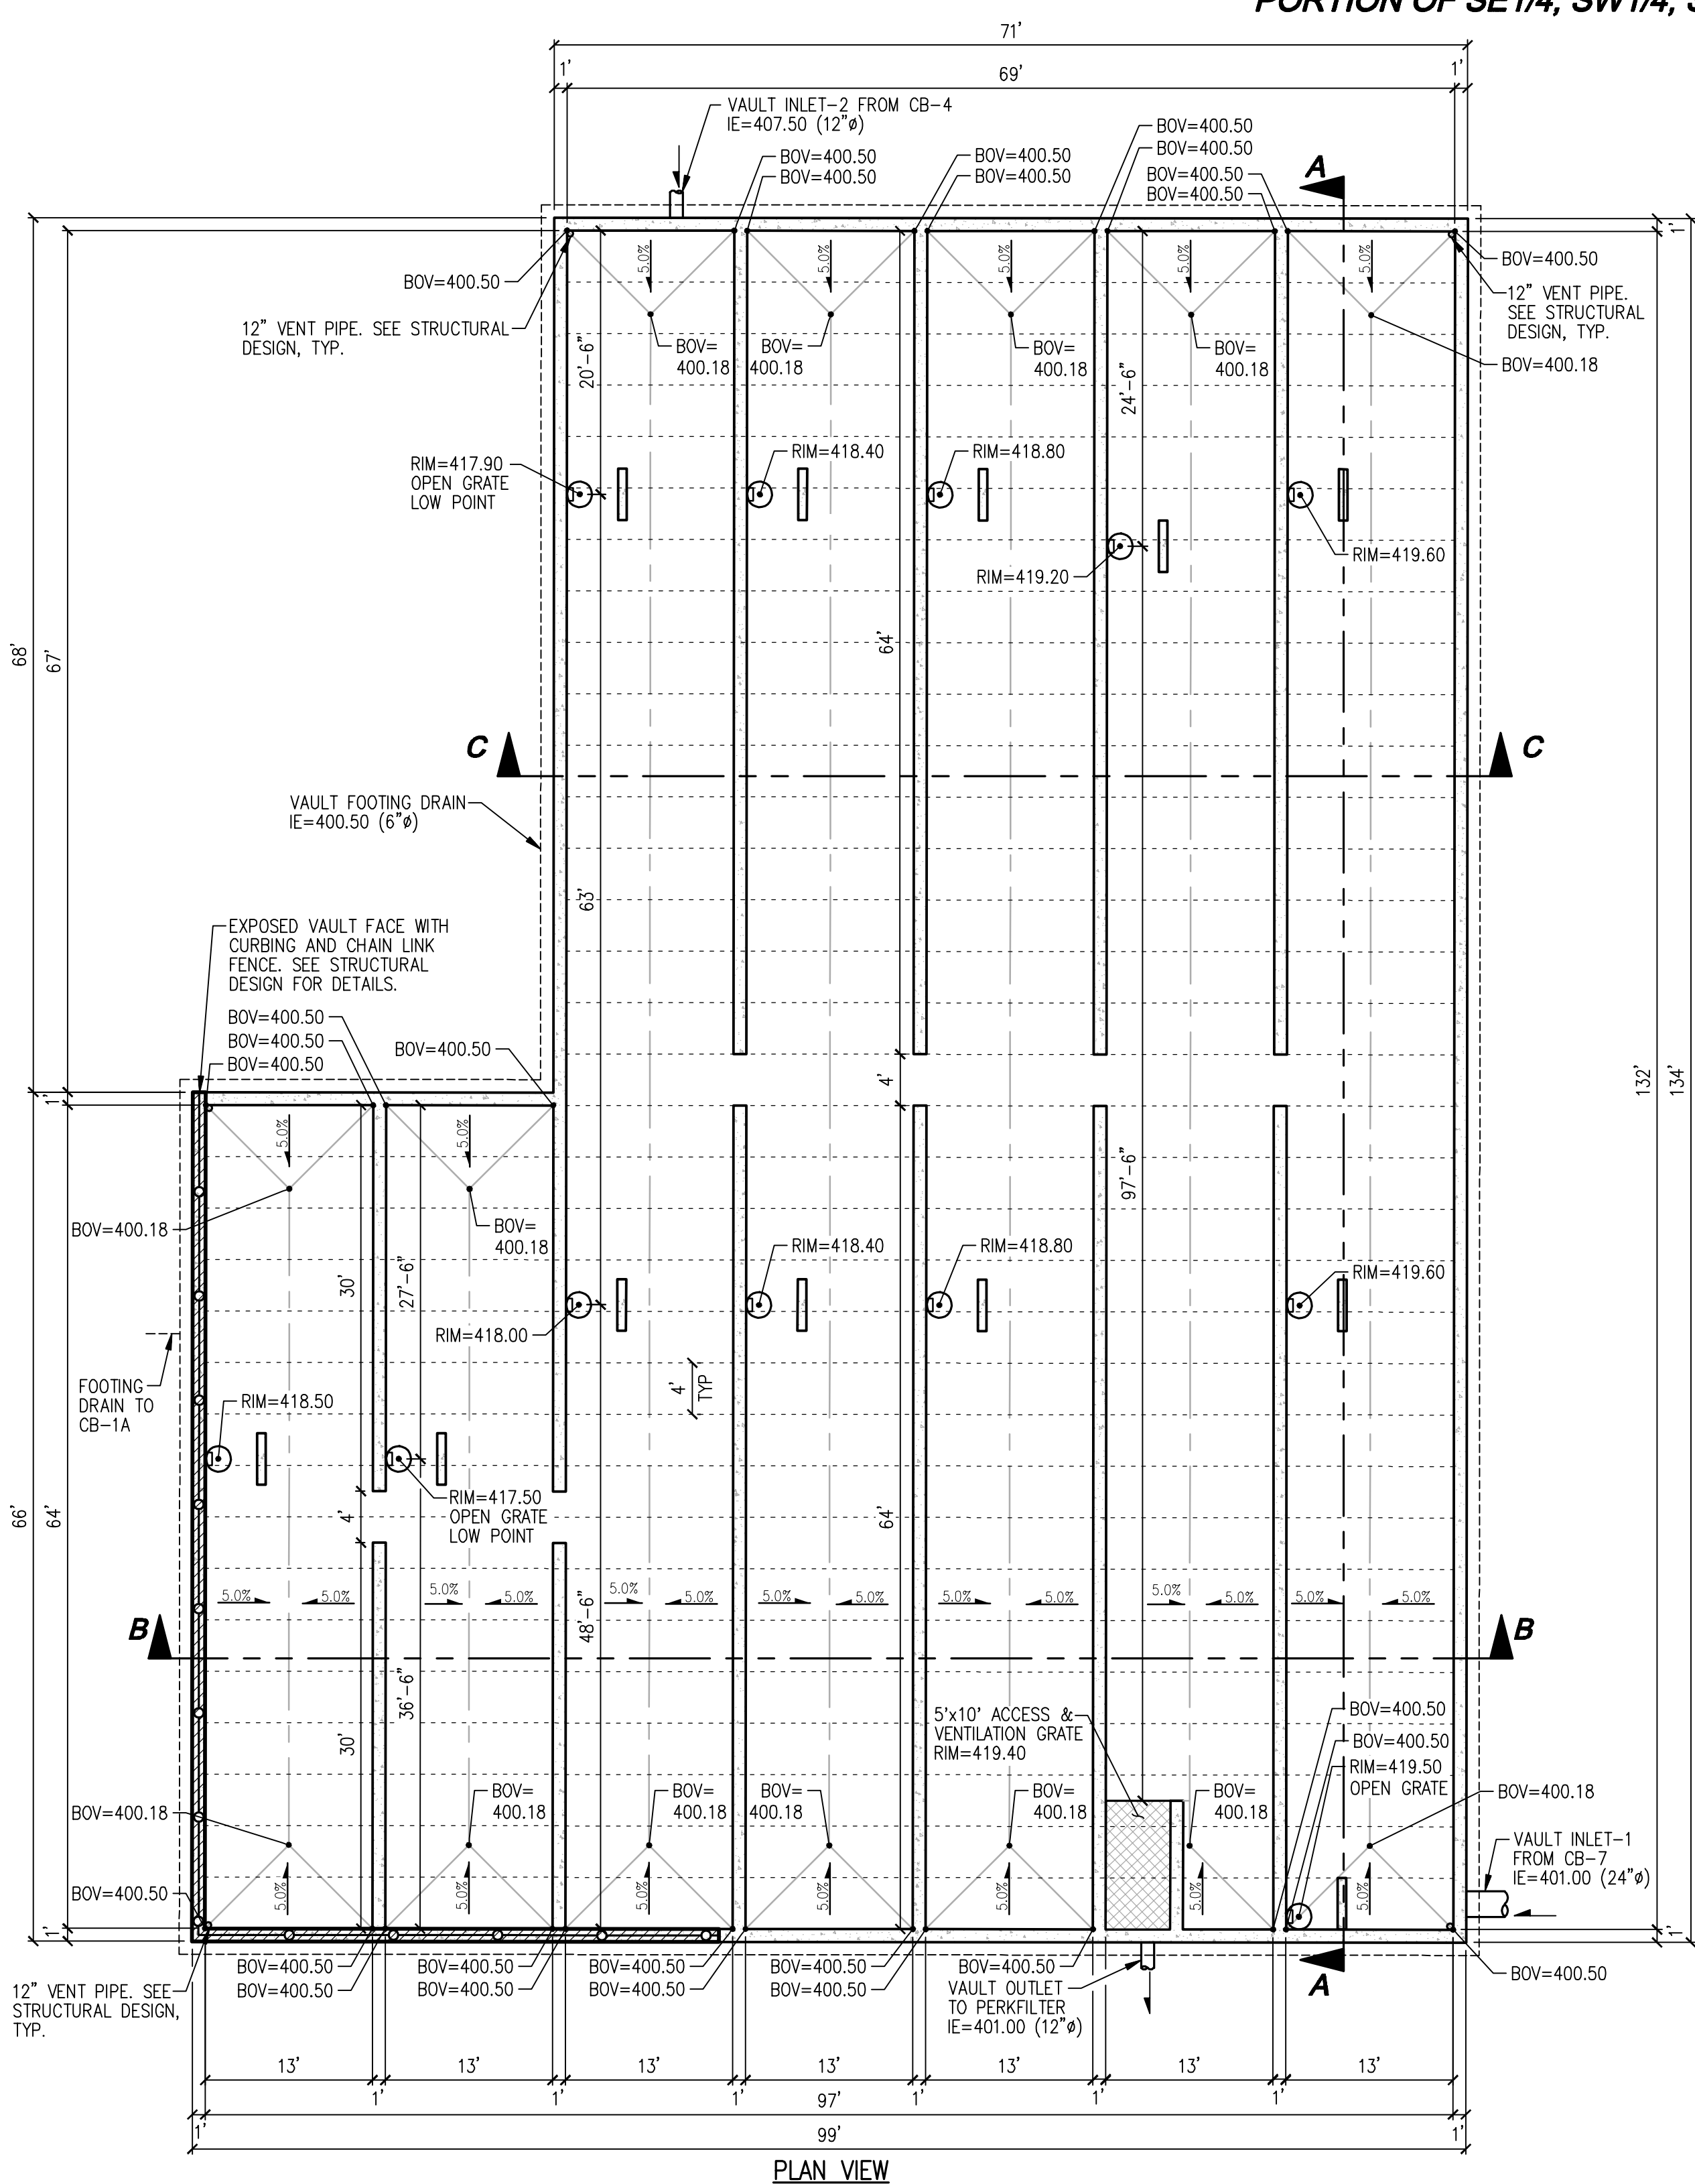 PORTION OF SE1/4, SW1/4,
71'
1'
69'
1'
VAULT INLET-2 FROM CB-4
IE=407.50 (12"ø)
BOV=400.50
BOV=400.50
BOV=400.50
BOV=400.50
BOV=400.50
BOV=400.50
BOV=400.50
BOV=400.50
A
1'
5.0%
5.0%
5.0%
5.0%
5.0%
BOV=400.50
BOV=400.50
12" VENT PIPE. SEE STRUCTURAL
DESIGN, TYP.
12" VENT PIPE.
SEE STRUCTURAL
DESIGN, TYP.
BOV=
400.18
BOV=
400.18
BOV=
400.18
BOV=
400.18
BOV=400.18
20'-6"
24'-6"
RIM=417.90
OPEN GRATE
LOW POINT
RIM=418.40
RIM=418.80
RIM=419.20
RIM=419.60
68'
67'
64'
C
C
VAULT FOOTING DRAIN
IE=400.50 (6"ø)
63'
EXPOSED VAULT FACE WITH
CURBING AND CHAIN LINK
FENCE. SEE STRUCTURAL
DESIGN FOR DETAILS.
BOV=400.50
BOV=400.50
BOV=400.50
BOV=400.50
4'
132'
134'
1'
5.0%
5.0%
97'-6"
BOV=400.18
BOV=
400.18
30'
27'-6"
RIM=418.40
RIM=418.80
RIM=419.60
RIM=418.00
4'
TYP
FOOTING
DRAIN TO
CB-1A
RIM=418.50
RIM=417.50
OPEN GRATE
LOW POINT
66'
64'
4'
64'
5.0%
5.0%
5.0%
5.0%
5.0%
5.0%
5.0%
5.0%
5.0%
5.0%
5.0%
5.0%
5.0%
5.0%
B
B
48'-6"
36'-6"
30'
5'x10' ACCESS &
VENTILATION GRATE
RIM=419.40
BOV=400.50
BOV=400.50
RIM=419.50
OPEN GRATE
BOV=400.18
BOV=400.18
BOV=
400.18
BOV=
400.18
BOV=
400.18
BOV=
400.18
BOV=
400.18
VAULT INLET-1
FROM CB-7
IE=401.00 (24"ø)
BOV=400.50
5.0%
5.0%
5.0%
5.0%
5.0%
5.0%
5.0%
1'
1'
12" VENT PIPE. SEE
STRUCTURAL DESIGN,
TYP.
BOV=400.50
BOV=400.50
BOV=400.50
BOV=400.50
BOV=400.50
BOV=400.50
BOV=400.50
BOV=400.50
BOV=400.50
VAULT OUTLET
TO PERKFILTER
IE=401.00 (12"ø)
A
BOV=400.50
13'
13'
13'
13'
13'
13'
13'
1'
1'
1'
1'
1'
1'
97'
1'
1'
99'
PLAN VIEW